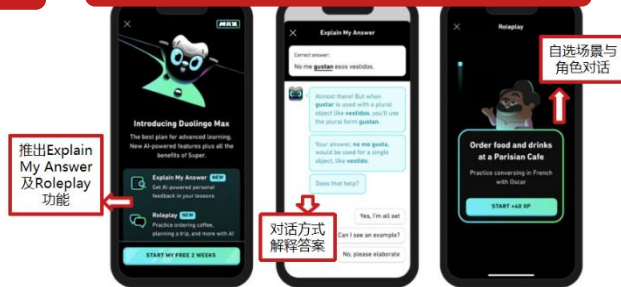 MAX
Introducing Duolingo Max
The best plan for advanced learning.
New AI-powered features plus all the
benefits of Super.
Explain My Answer NEW
Get AI-powered personal
feedback in your lessons
Roleplay NEW
Practice ordering coffee,
planning a trip, and more with AI
START MY FREE 2 WEEKS
推出Explain
My Answer
及Roleplay
功能
Explain My Answer
Correct answer:
No me gustan esos vestidos.
Almost there! But when
gustar is used with a plural
object like vestidos, you'll use
the plural form gustan.
Your answer, no me gusta,
would be used for a single
object, like vestido.
Does that help?
Yes, I'm all set
Can I see an example?
No, please elaborate
对话方式
解释答案
Roleplay
自选场景与
角色对话
Order food and drinks
at a Parisian Cafe
Practice conversing in French
with Oscar
START +40 XP